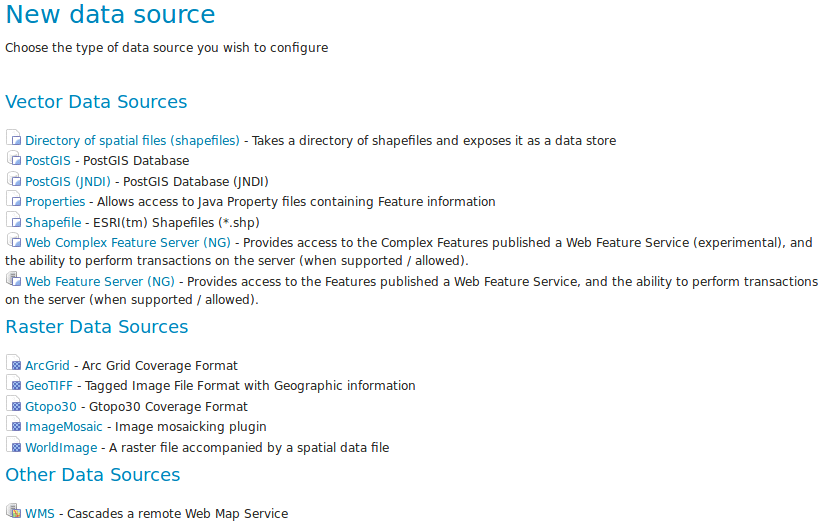 New data source
Choose the type of data source you wish to configure
Vector Data Sources
Directory of spatial files (shapefiles) - Takes a directory of shapefiles and exposes it as a data store
PostGIS - PostGIS Database
PostGIS (JNDI) - PostGIS Database (JNDI)
Properties - Allows access to Java Property files containing Feature information
Shapefile - ESRI(tm) Shapefiles (*.shp)
Web Complex Feature Server (NG) - Provides access to the Complex Features published a Web Feature Service (experimental), and
the ability to perform transactions on the server (when supported / allowed).
Web Feature Server (NG) - Provides access to the Features published a Web Feature Service, and the ability to perform transactions
on the server (when supported / allowed).
Raster Data Sources
ArcGrid - Arc Grid Coverage Format
GeoTIFF - Tagged Image File Format with Geographic information
Gtopo30 - Gtopo30 Coverage Format
ImageMosaic - Image mosaicking plugin
WorldImage - A raster file accompanied by a spatial data file
Other Data Sources
WMS - Cascades a remote Web Map Service